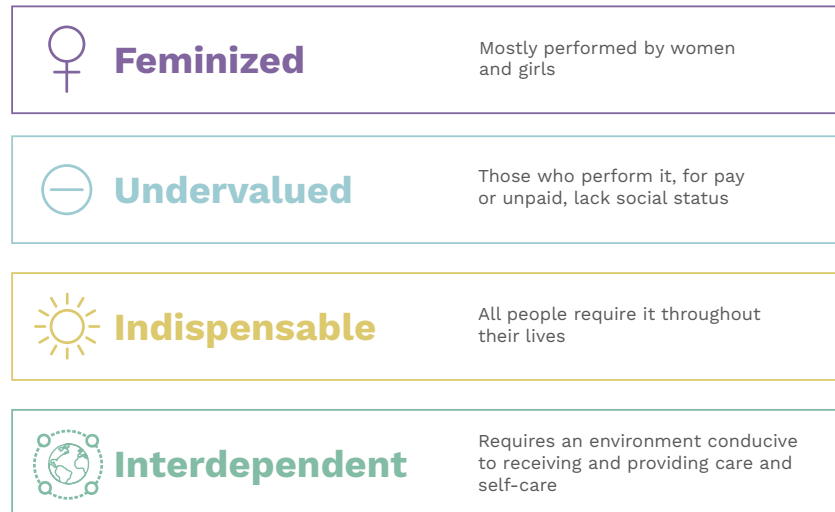 Feminized
Mostly performed by women
and girls
Undervalued
Those who perform it, for pay
or unpaid, lack social status
Indispensable
All people require it throughout
their lives
Interdependent
Requires an environment conducive
to receiving and providing care and
self-care